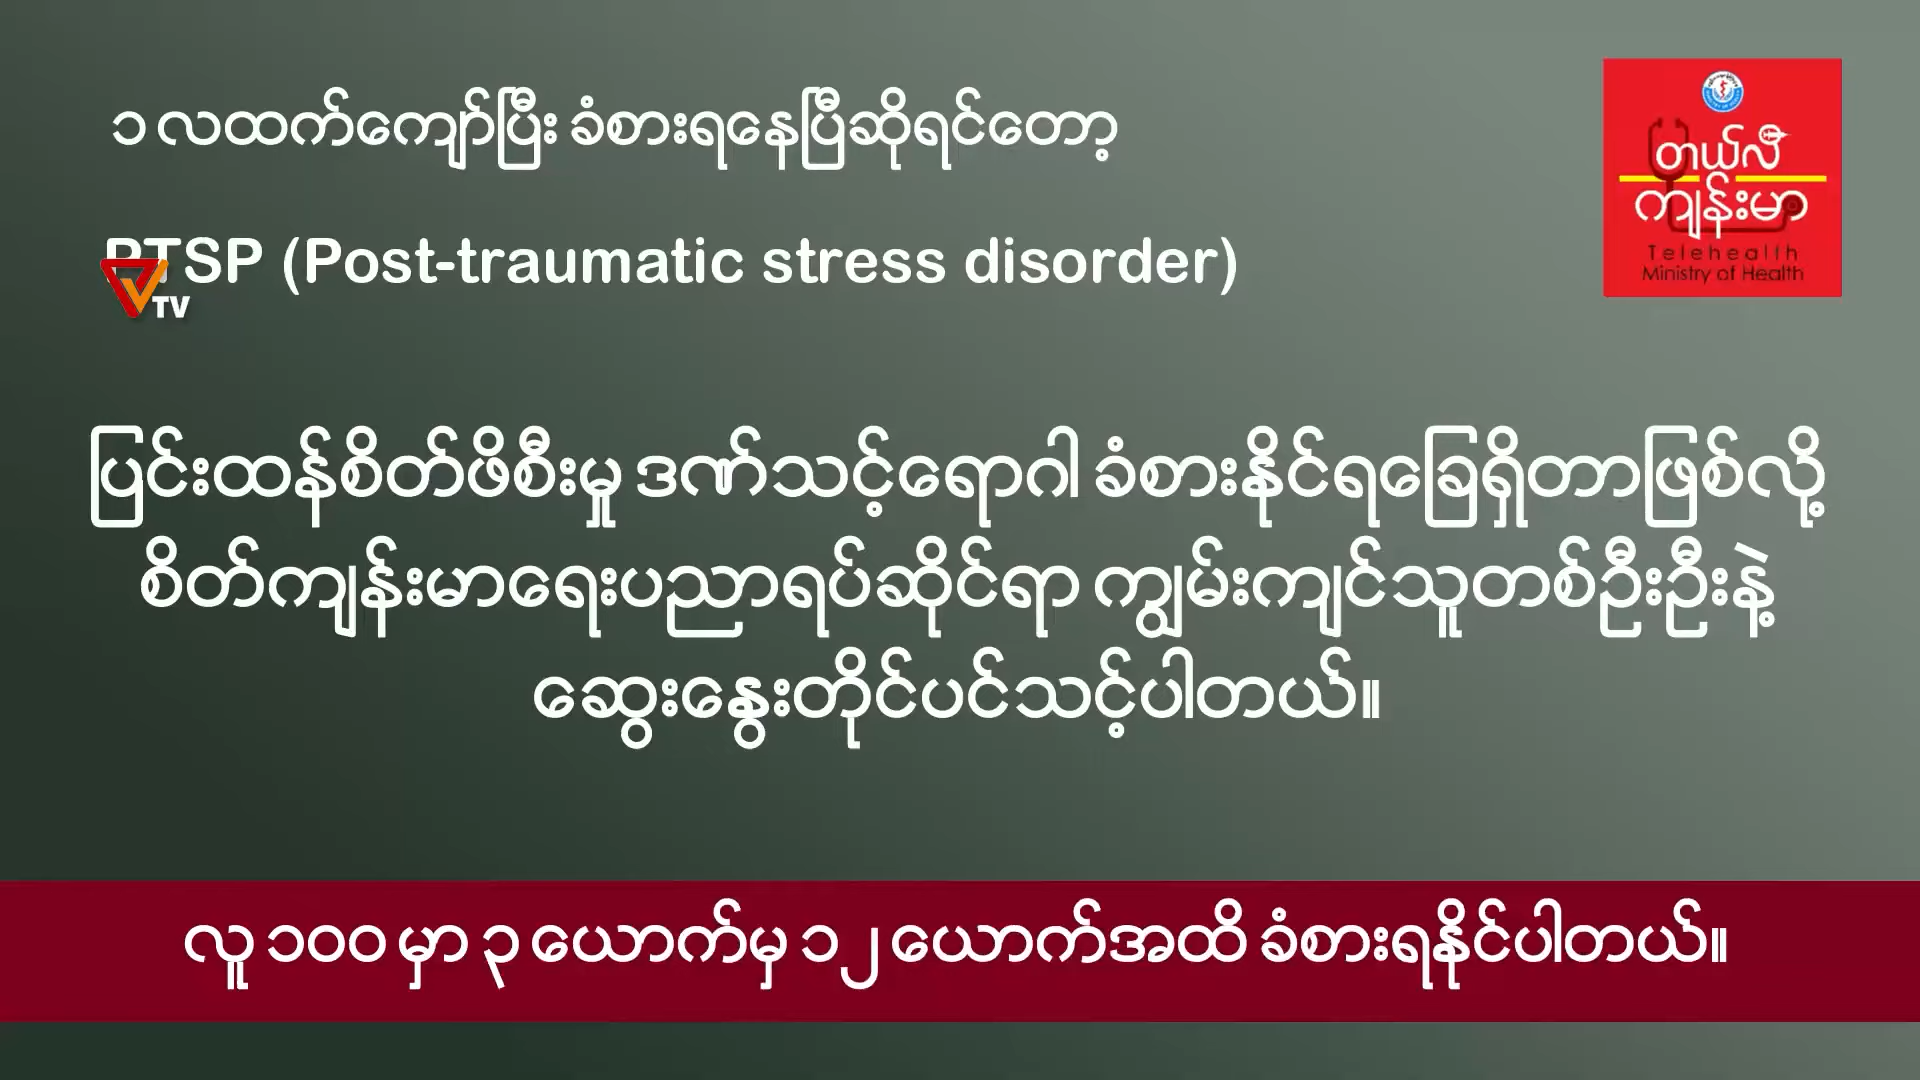 ၁ လထက်ကျော်ပြီး ခံစားရနေပြီဆိုရင်တော့
PTSP (Post-traumatic stress disorder)
TV
တယ်လီ
ကျန်းမာ
Telehealth
Ministry of Health
ပြင်းထန်စိတ်ဖိစီးမှု ဒဏ်သင့်ရောဂါ ခံစားနိုင်ရခြေရှိတာဖြစ်လို့
စိတ်ကျန်းမာရေးပညာရပ်ဆိုင်ရာ ကျွမ်းကျင်သူတစ်ဦးဦးနဲ့
ဆွေးနွေးတိုင်ပင်သင့်ပါတယ်။
လူ ၁၀၀ မှာ ၃ ယောက်မှ ၁၂ ယောက်အထိ ခံစားရနိုင်ပါတယ်။